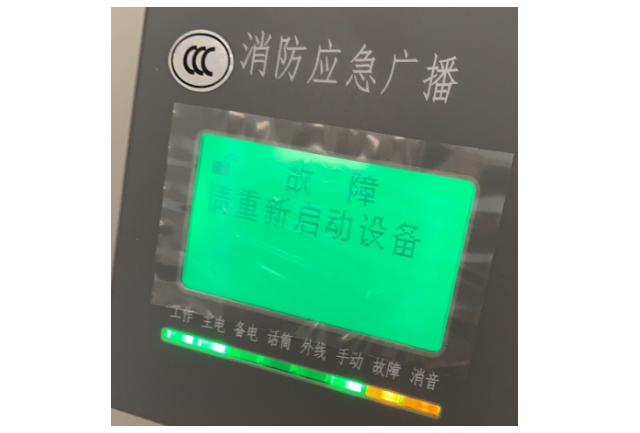 CCC 消防应急广播
故 障
请重新启动设备
工作 主电 备电 话筒 外线 手动 故障 消音